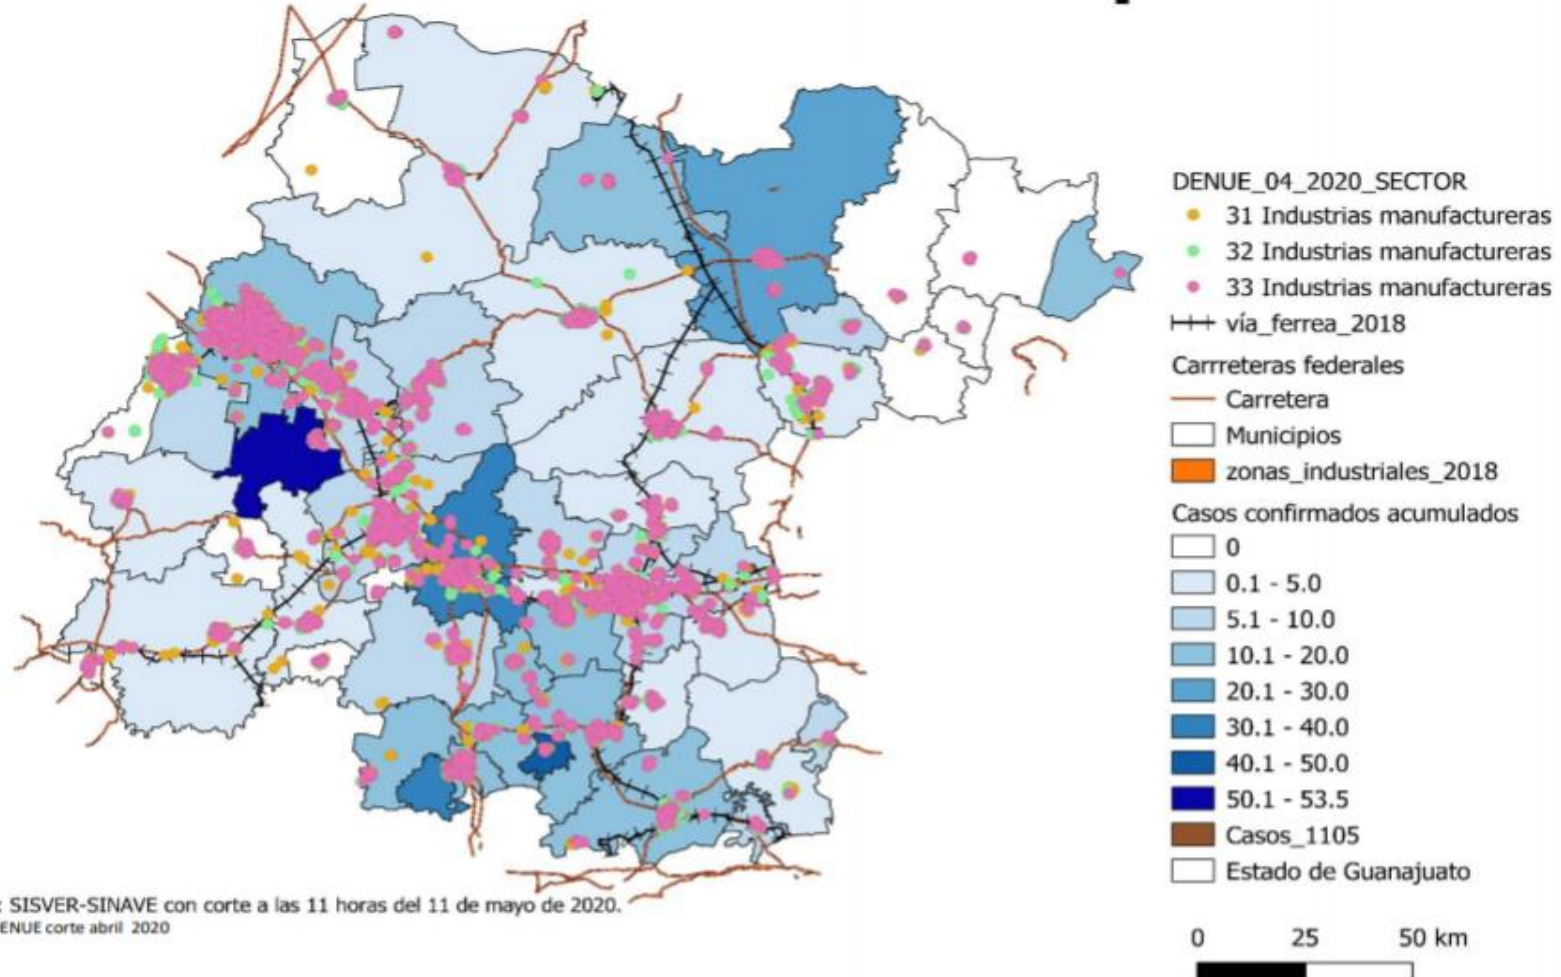 DENUE_04_2020_SECTOR
31 Industrias manufactureras
32 Industrias manufactureras
33 Industrias manufactureras
vía_ferrea_2018
Carrreteras federales
Carretera
Municipios
zonas_industriales_2018
Casos confirmados acumulados
0
0.1 - 5.0
5.1 - 10.0
10.1 - 20.0
20.1 - 30.0
30.1 - 40.0
40.1 - 50.0
50.1 - 53.5
Casos_1105
Estado de Guanajuato
: SISVER-SINAVE con corte a las 11 horas del 11 de mayo de 2020.
ENUE corte abril 2020
0 25 50 km